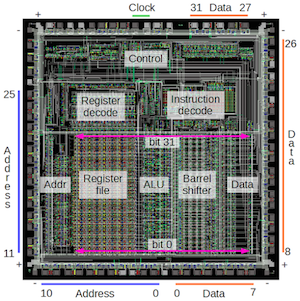 Clock
31 Data 27
+
+
-
-
Control
26
25
Register
decode
Instruction
decode
bit 31
Address
Data
Addr
Register
file
ALU
Barrel
shifter
Data
bit 0
11
8
+
+
-
-
10 Address 0
0 Data 7